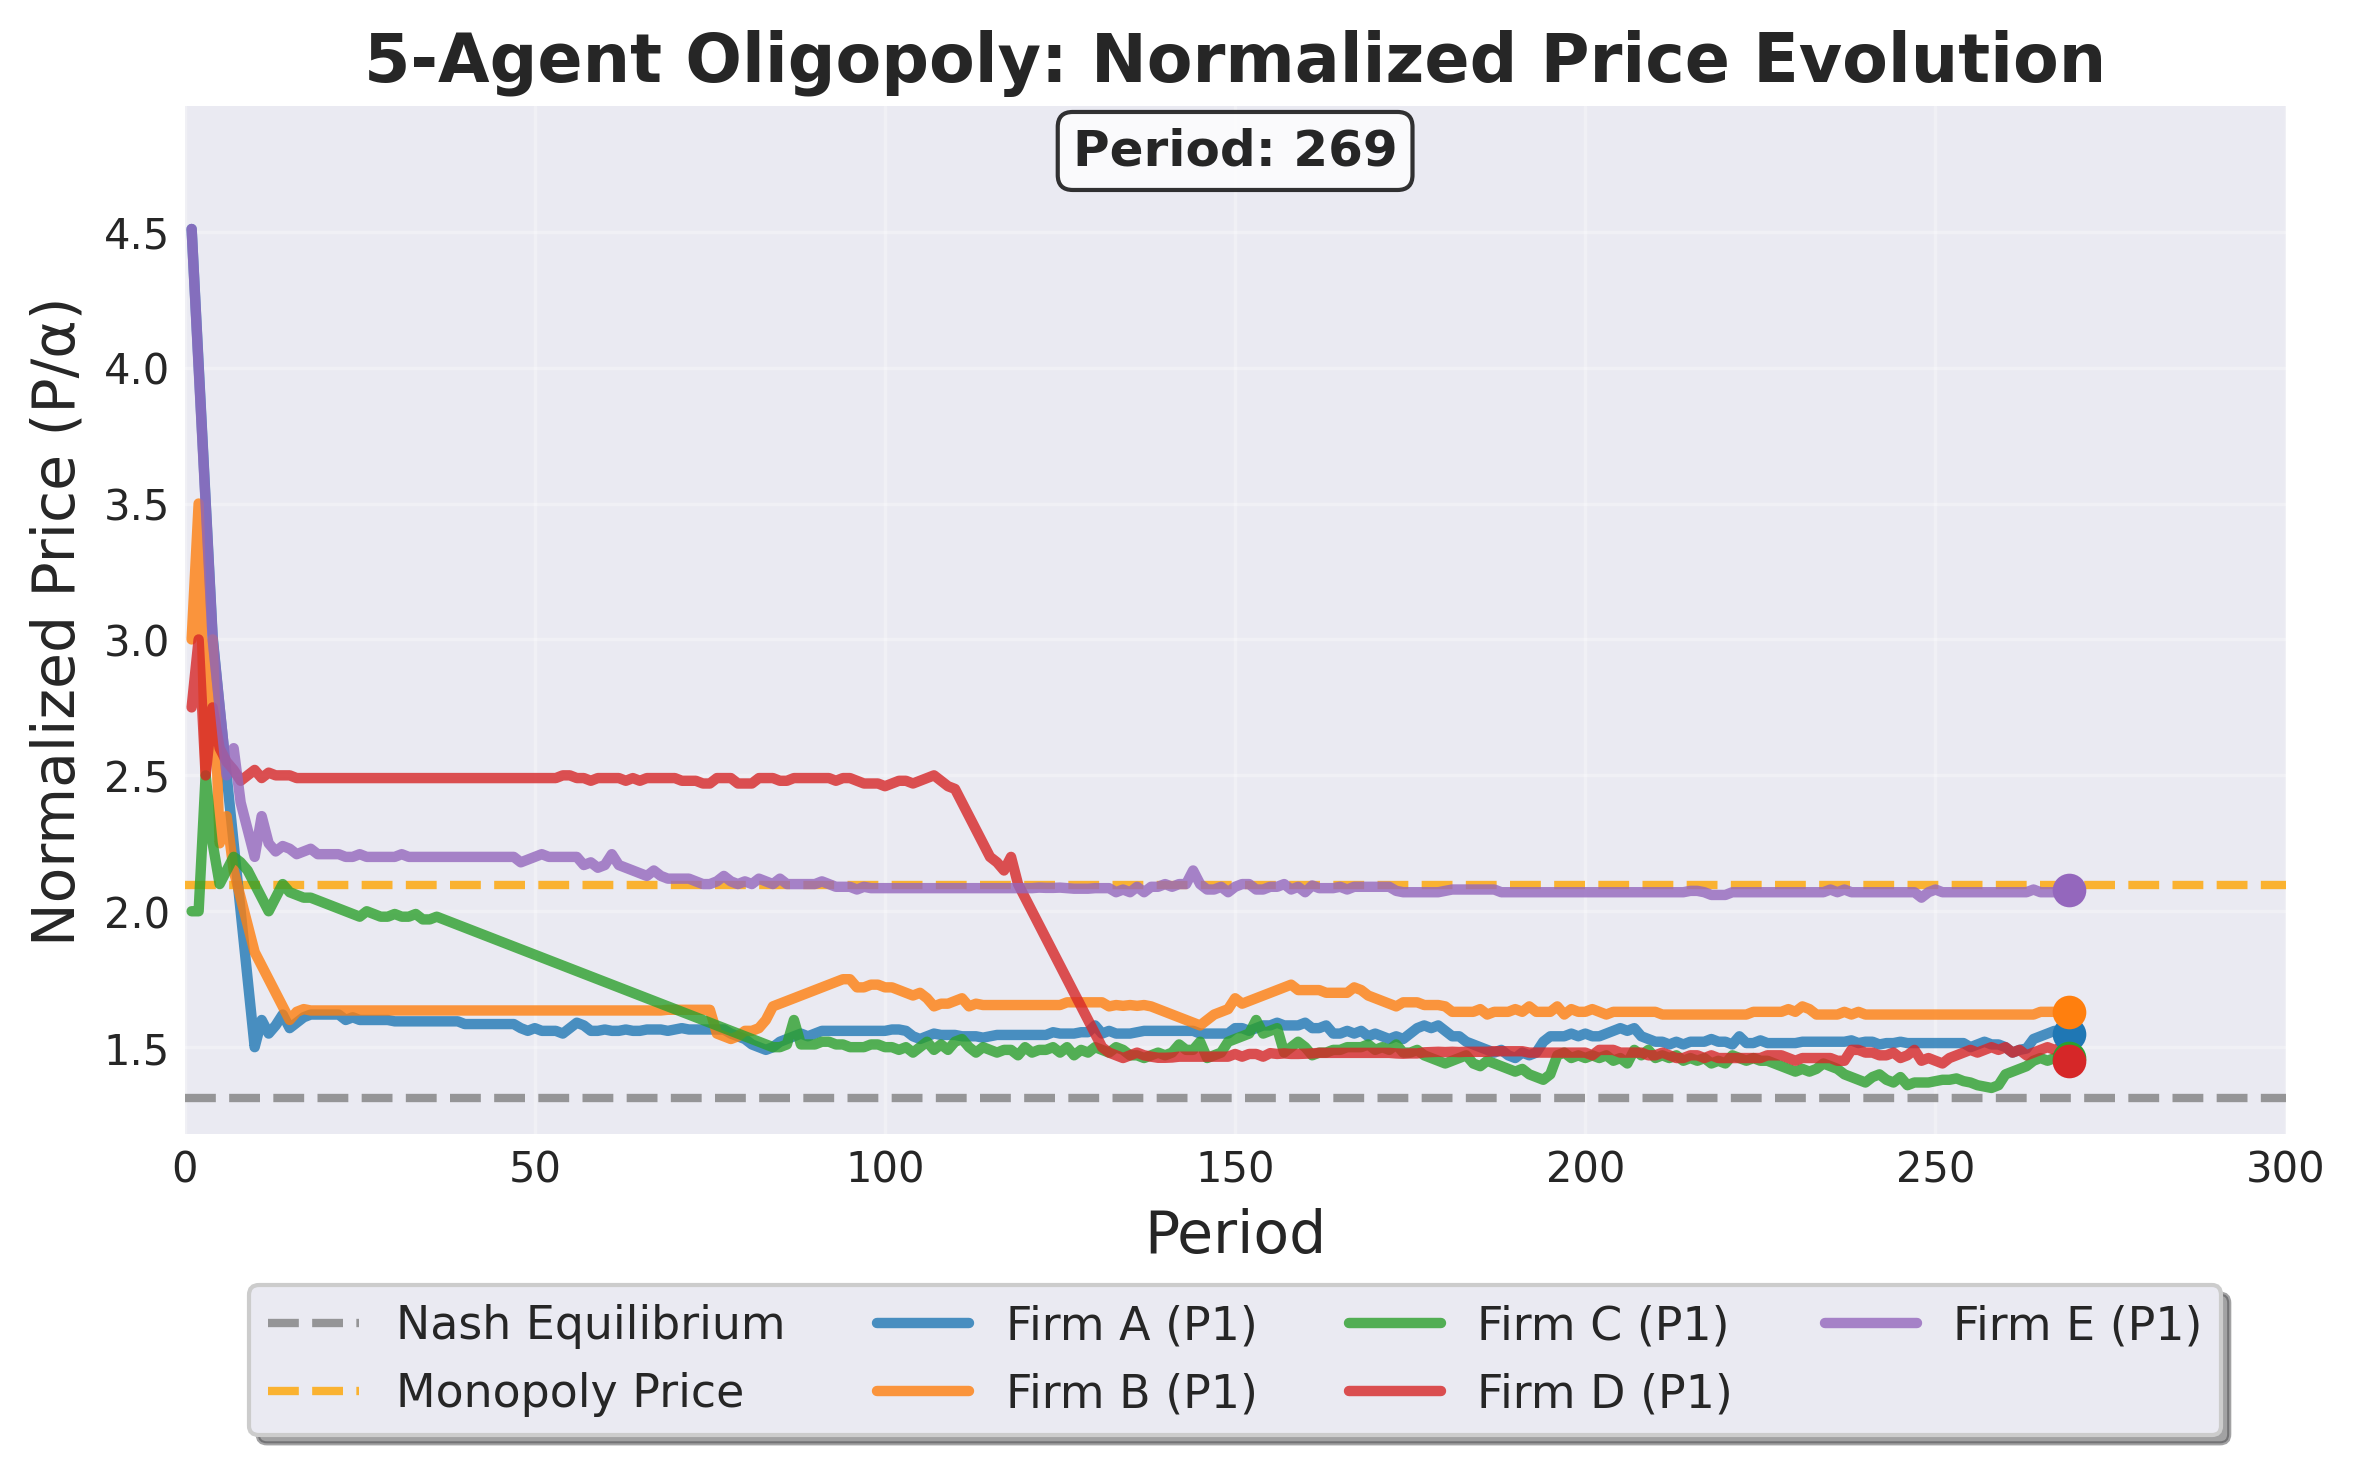 5-Agent Oligopoly: Normalized Price Evolution
Period: 269
Normalized Price (P/α)
4.5
4.0
3.5
3.0
2.5
2.0
1.5
0 50 100 150 200 250 300
Period
Nash Equilibrium Firm A (P1) Firm C (P1) Firm E (P1)
Monopoly Price Firm B (P1) Firm D (P1)